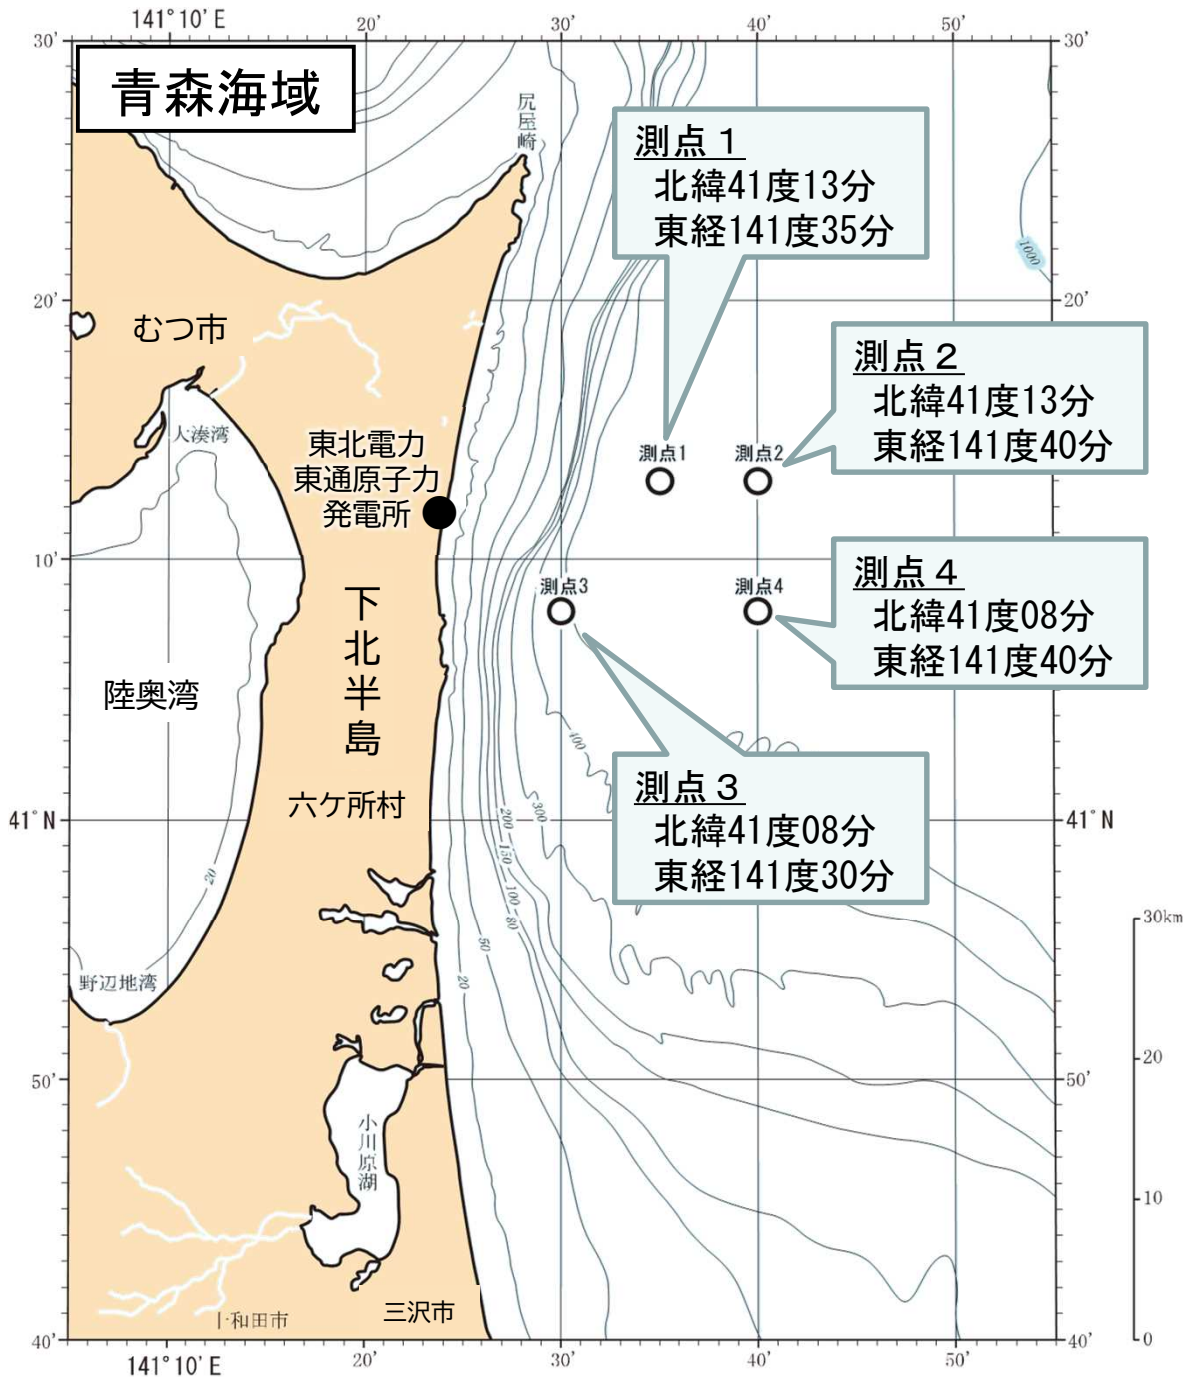 141°10'E
20'
30'
40'
50'
30'
30'
青森海域
尻屋崎
測点１
北緯41度13分
東経141度35分
1000
20'
20'
むつ市
測点２
北緯41度13分
東経141度40分
大湊湾
東北電力
東通原子力
発電所
測点1
測点2
10'
測点3
測点4
測点４
北緯41度08分
東経141度40分
下北半島
陸奥湾
400
測点３
北緯41度08分
東経141度30分
六ケ所村
300
200
150
100
80
41°N
41°N
20
50
20
30km
野辺地湾
20
50'
50'
小川原湖
10
十和田市
三沢市
40'
40'
0
141°10'E
20'
30'
40'
50'